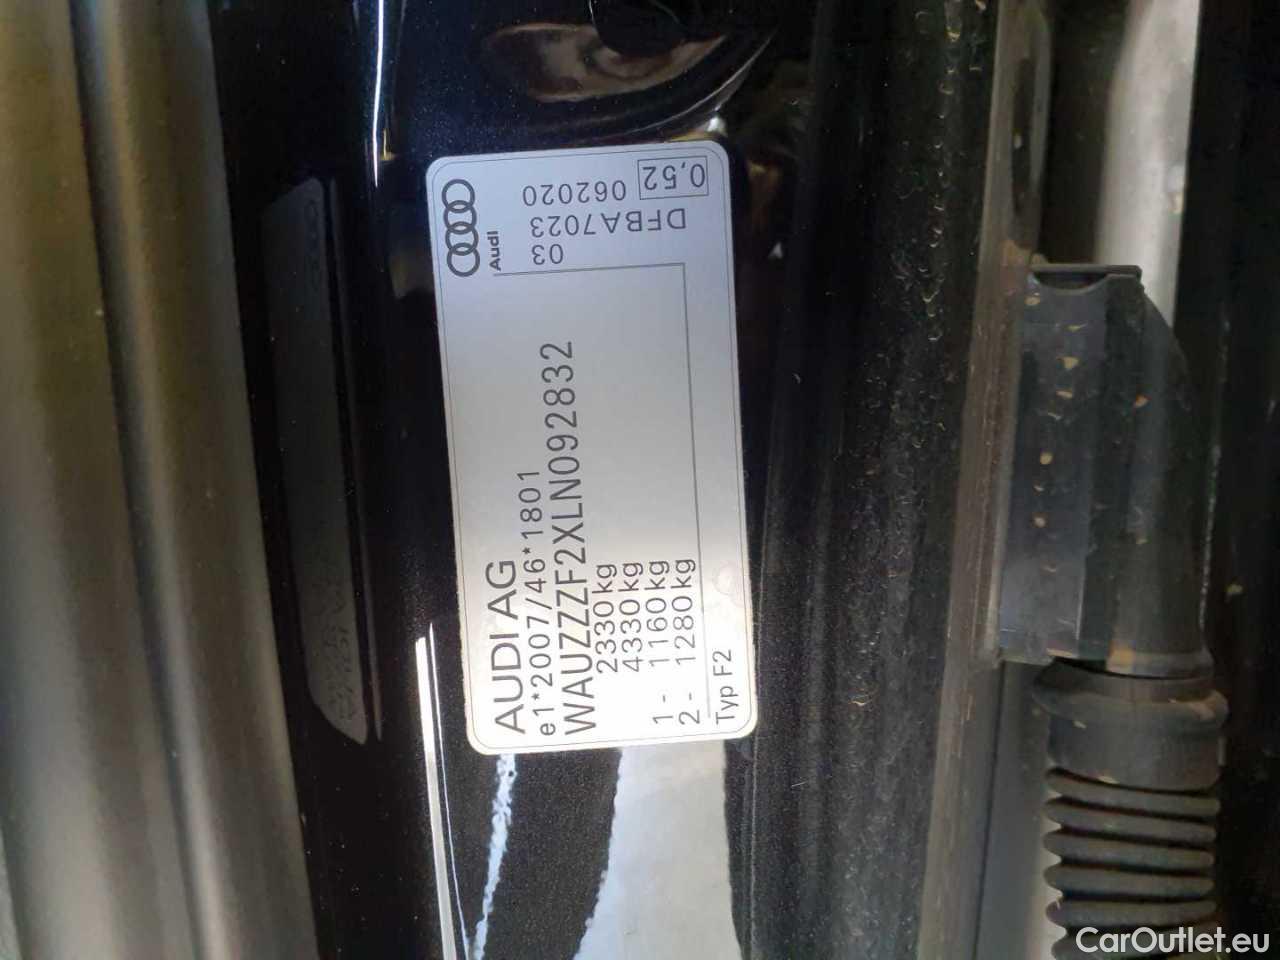 AUDI AG
e1*2007/46*1801
WAUZZZF2XLN092832
2330kg
4330kg
1 - 1160kg
2 - 1280kg
Typ F2
Audi
03
DFBA7023
062020
0,52
CarOutlet.eu